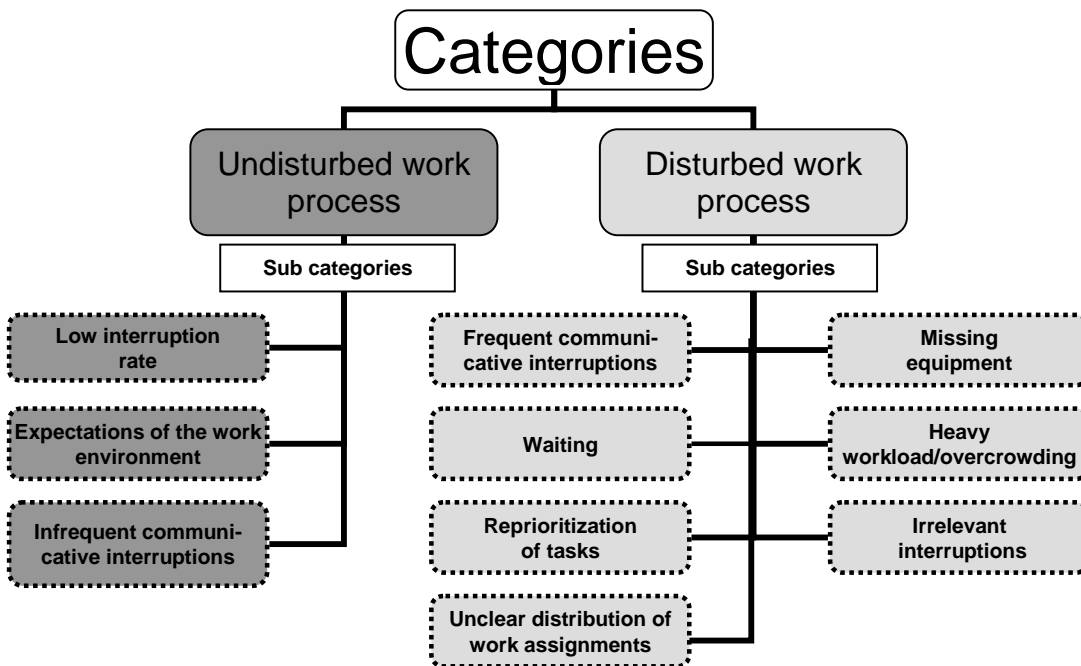 Categories
Undisturbed work
process
Disturbed work
process
Sub categories
Sub categories
Low interruption
rate
Expectations of the work
environment
Infrequent communi-
cative interruptions
Frequent communi-
cative interruptions
Waiting
Reprioritization
of tasks
Unclear distribution of
work assignments
Missing
equipment
Heavy
workload/overcrowding
Irrelevant
interruptions